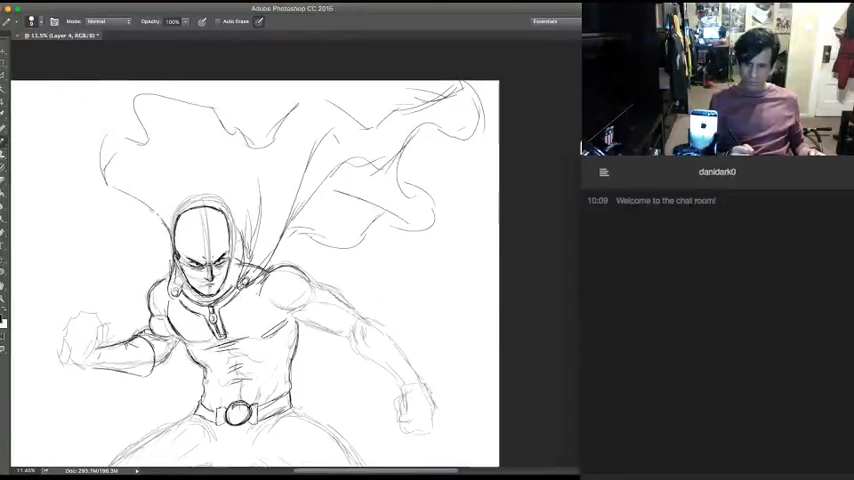 Adobe Photoshop CC 2015
Mode: Normal
Opacity: 100%
Auto Erase
Essentials
danidark0
10:09 Welcome to the chat room!